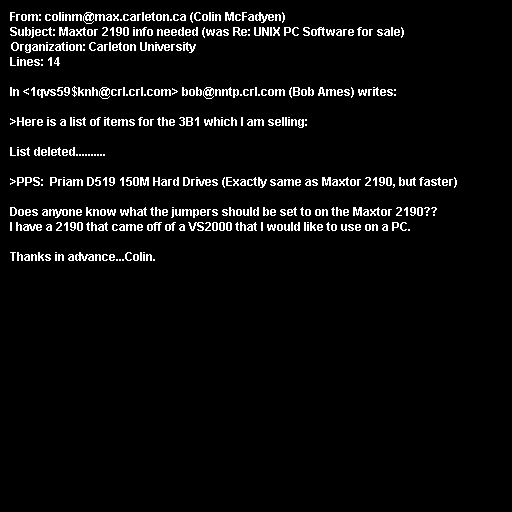 From: colinm@max.carleton.ca (Colin McFadyen)
Subject: Maxtor 2190 info needed (was Re: UNIX PC Software for sale)
Organization: Carleton University
Lines: 14

In <1qvs59$knh@crl.crl.com> bob@nntp.crl.com (Bob Ames) writes:

>Here is a list of items for the 3B1 which I am selling:

List deleted..........

>PPS:  Priam D519 150M Hard Drives (Exactly same as Maxtor 2190, but faster)

Does anyone know what the jumpers should be set to on the Maxtor 2190??
I have a 2190 that came off of a VS2000 that I would like to use on a PC.

Thanks in advance...Colin.